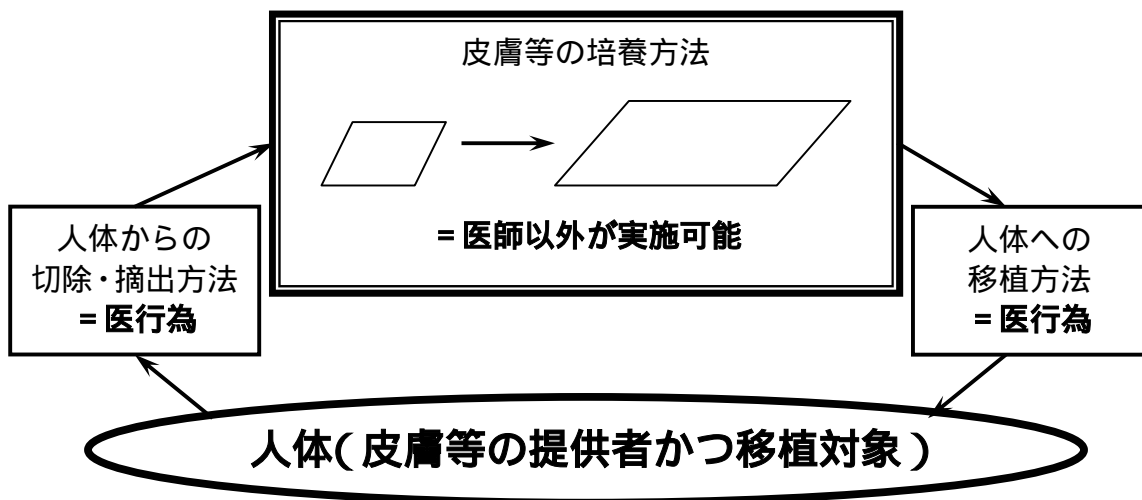 皮膚等の培養方法
=医師以外が実施可能
人体からの
切除・摘出方法
=医行為
人体への
移植方法
=医行為
人体(皮膚等の提供者かつ移植対象)